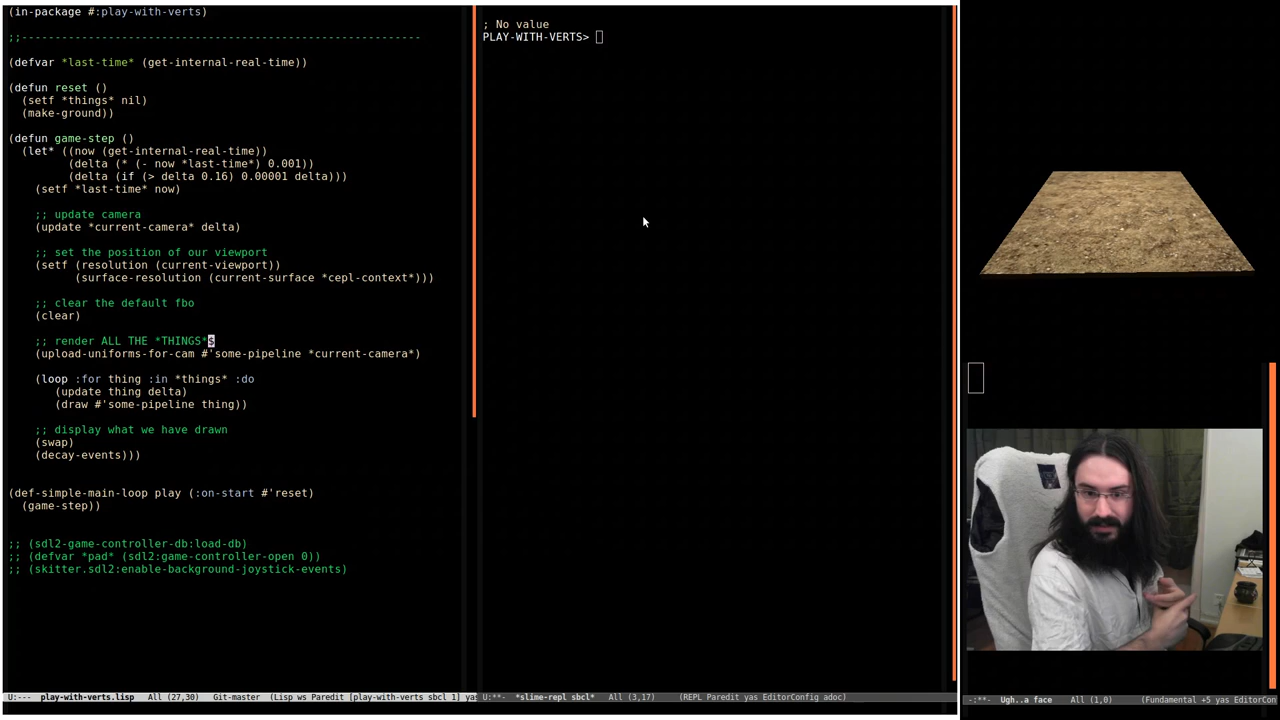 (in-package #:play-with-verts)
;;------------------------------------------------------------
(defvar *last-time* (get-internal-real-time))
(defun reset ()
  (setf *things* nil)
  (make-ground))
(defun game-step ()
  (let* ((now (get-internal-real-time))
         (delta (* (- now *last-time*) 0.001))
         (delta (if (> delta 0.16) 0.00001 delta)))
    (setf *last-time* now)
    ;; update camera
    (update *current-camera* delta)
    ;; set the position of our viewport
    (setf (resolution (current-viewport))
          (surface-resolution (current-surface *cepl-context*)))
    ;; clear the default fbo
    (clear)
    ;; render ALL THE *THINGS*$
    (upload-uniforms-for-cam #'some-pipeline *current-camera*)
    (loop :for thing :in *things* :do
       (update thing delta)
       (draw #'some-pipeline thing))
    ;; display what we have drawn
    (swap)
    (decay-events)))
(def-simple-main-loop play (:on-start #'reset)
  (game-step))
;; (sdl2-game-controller-db:load-db)
;; (defvar *pad* (sdl2:game-controller-open 0))
;; (skitter.sdl2:enable-background-joystick-events)
U:---  play-with-verts.lisp   All (27,30)   Git-master  (Lisp ws Paredit [play-with-verts sbcl 1] yas
; No value
PLAY-WITH-VERTS>
U:**-  *slime-repl sbcl*   All (3,17)     (REPL Paredit yas EditorConfig adoc)
-:**-  Ugh..a face   All (1,0)     (Fundamental +5 yas EditorCon